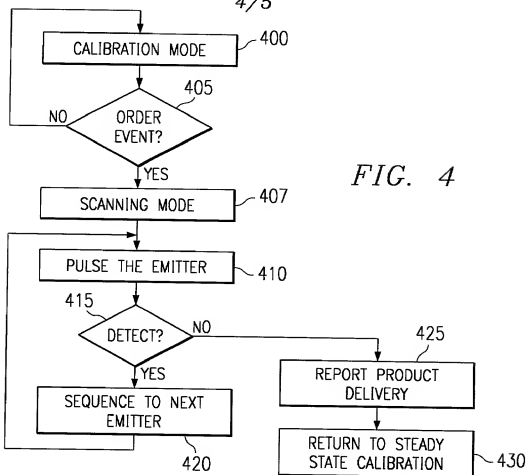 4/5
CALIBRATION MODE
400
405
NO
ORDER
EVENT?
YES
FIG. 4
SCANNING MODE
407
PULSE THE EMITTER
410
415
DETECT?
NO
YES
425
REPORT PRODUCT
DELIVERY
SEQUENCE TO NEXT
EMITTER
420
RETURN TO STEADY
STATE CALIBRATION
430